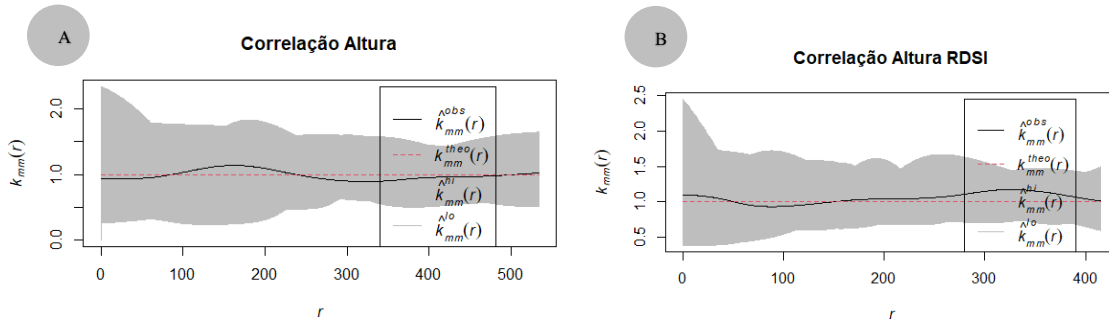 A
Correlação Altura
k_mm(r)
0.0
1.0
2.0
k̂_mm^obs(r)
k_mm^theo(r)
k̂_mm^hi(r)
k̂_mm^lo(r)
0 100 200 300 400 500
r
B
Correlação Altura RDSI
k_mm(r)
0.5
1.0
1.5
2.0
2.5
k̂_mm^obs(r)
k_mm^theo(r)
k̂_mm^hi(r)
k̂_mm^lo(r)
0 100 200 300 400
r